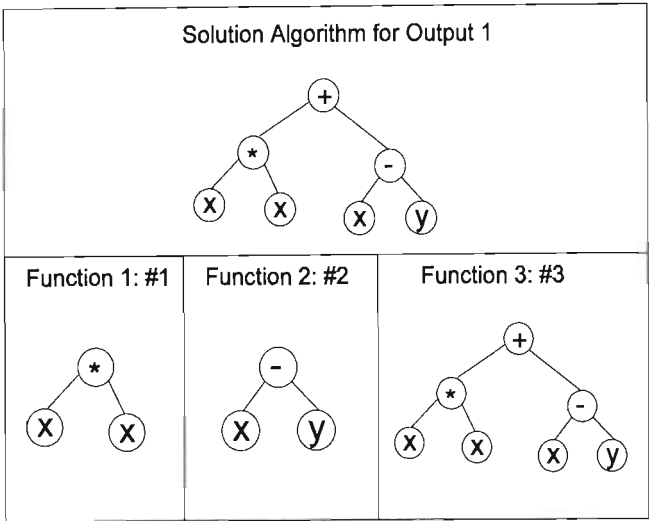 Solution Algorithm for Output 1
+
* -
x x x y
Function 1: #1 Function 2: #2 Function 3: #3
+
* - * -
x x x y x x x y